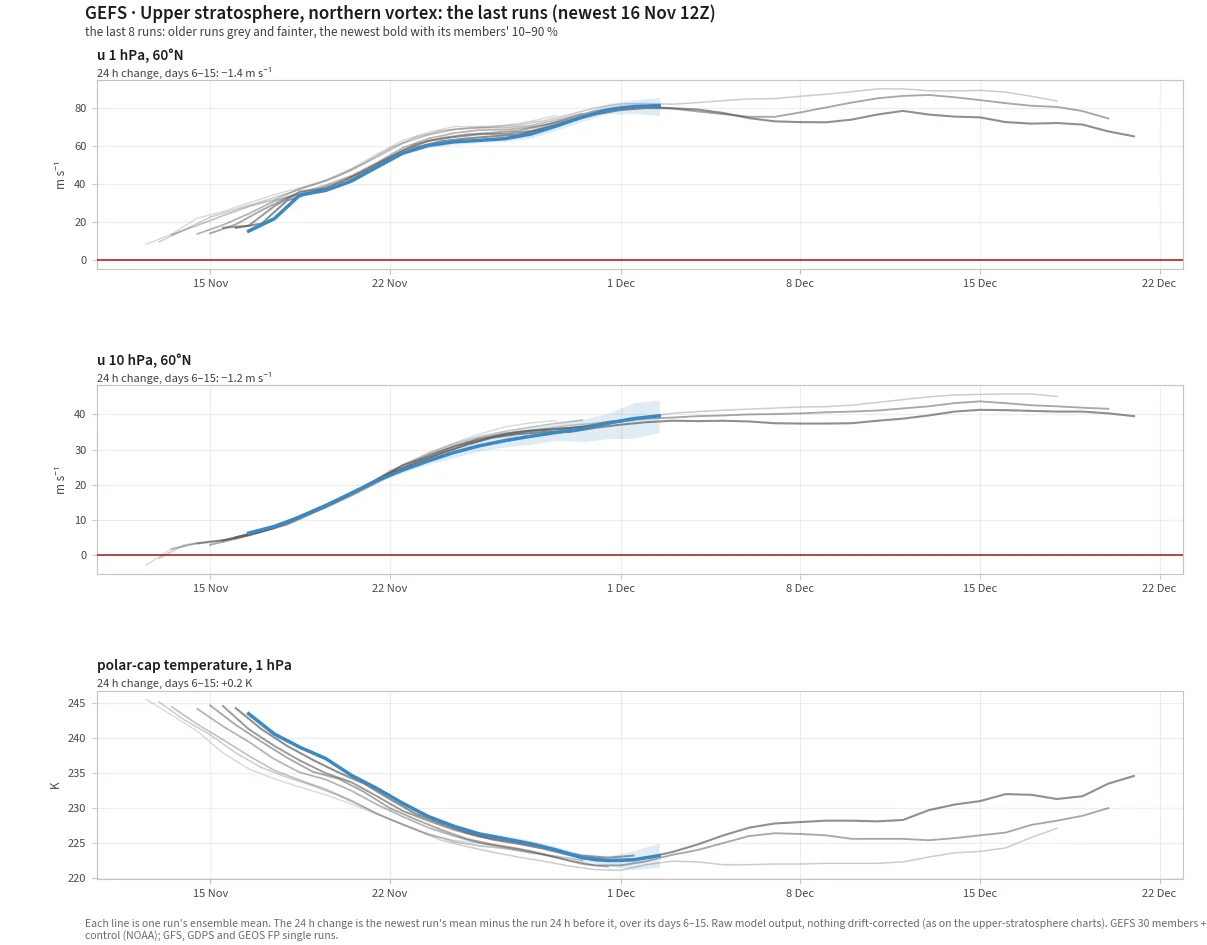 GEFS · Upper stratosphere, northern vortex: the last runs (newest 16 Nov 12Z)
the last 8 runs: older runs grey and fainter, the newest bold with its members' 10–90 %
u 1 hPa, 60°N
24 h change, days 6–15: −1.4 m s⁻¹
80
60
40
20
0
m s⁻¹
15 Nov
22 Nov
1 Dec
8 Dec
15 Dec
22 Dec
u 10 hPa, 60°N
24 h change, days 6–15: −1.2 m s⁻¹
40
30
20
10
0
m s⁻¹
15 Nov
22 Nov
1 Dec
8 Dec
15 Dec
22 Dec
polar-cap temperature, 1 hPa
24 h change, days 6–15: +0.2 K
245
240
235
230
225
220
K
15 Nov
22 Nov
1 Dec
8 Dec
15 Dec
22 Dec
Each line is one run's ensemble mean. The 24 h change is the newest run's mean minus the run 24 h before it, over its days 6–15. Raw model output, nothing drift-corrected (as on the upper-stratosphere charts). GEFS 30 members +
control (NOAA); GFS, GDPS and GEOS FP single runs.